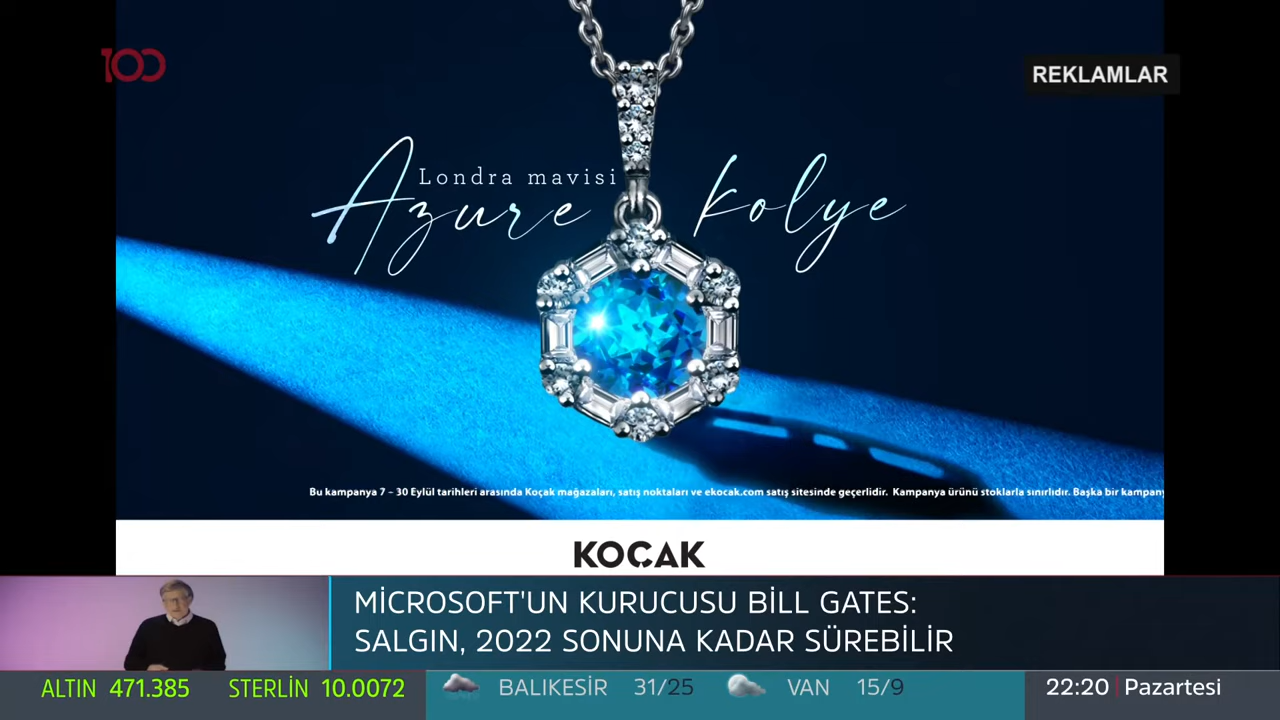 100
REKLAMLAR
Londra mavisi
Azure kolye
Bu kampanya 7 – 30 Eylül tarihleri arasında Koçak mağazaları, satış noktaları ve ekocak.com satış sitesinde geçerlidir. Kampanya ürünü stoklarla sınırlıdır. Başka bir kampany
KOÇAK
MİCROSOFT'UN KURUCUSU BİLL GATES:
SALGIN, 2022 SONUNA KADAR SÜREBİLİR
ALTIN 471.385 STERLİN 10.0072 BALIKESİR 31/25 VAN 15/9 22:20 Pazartesi